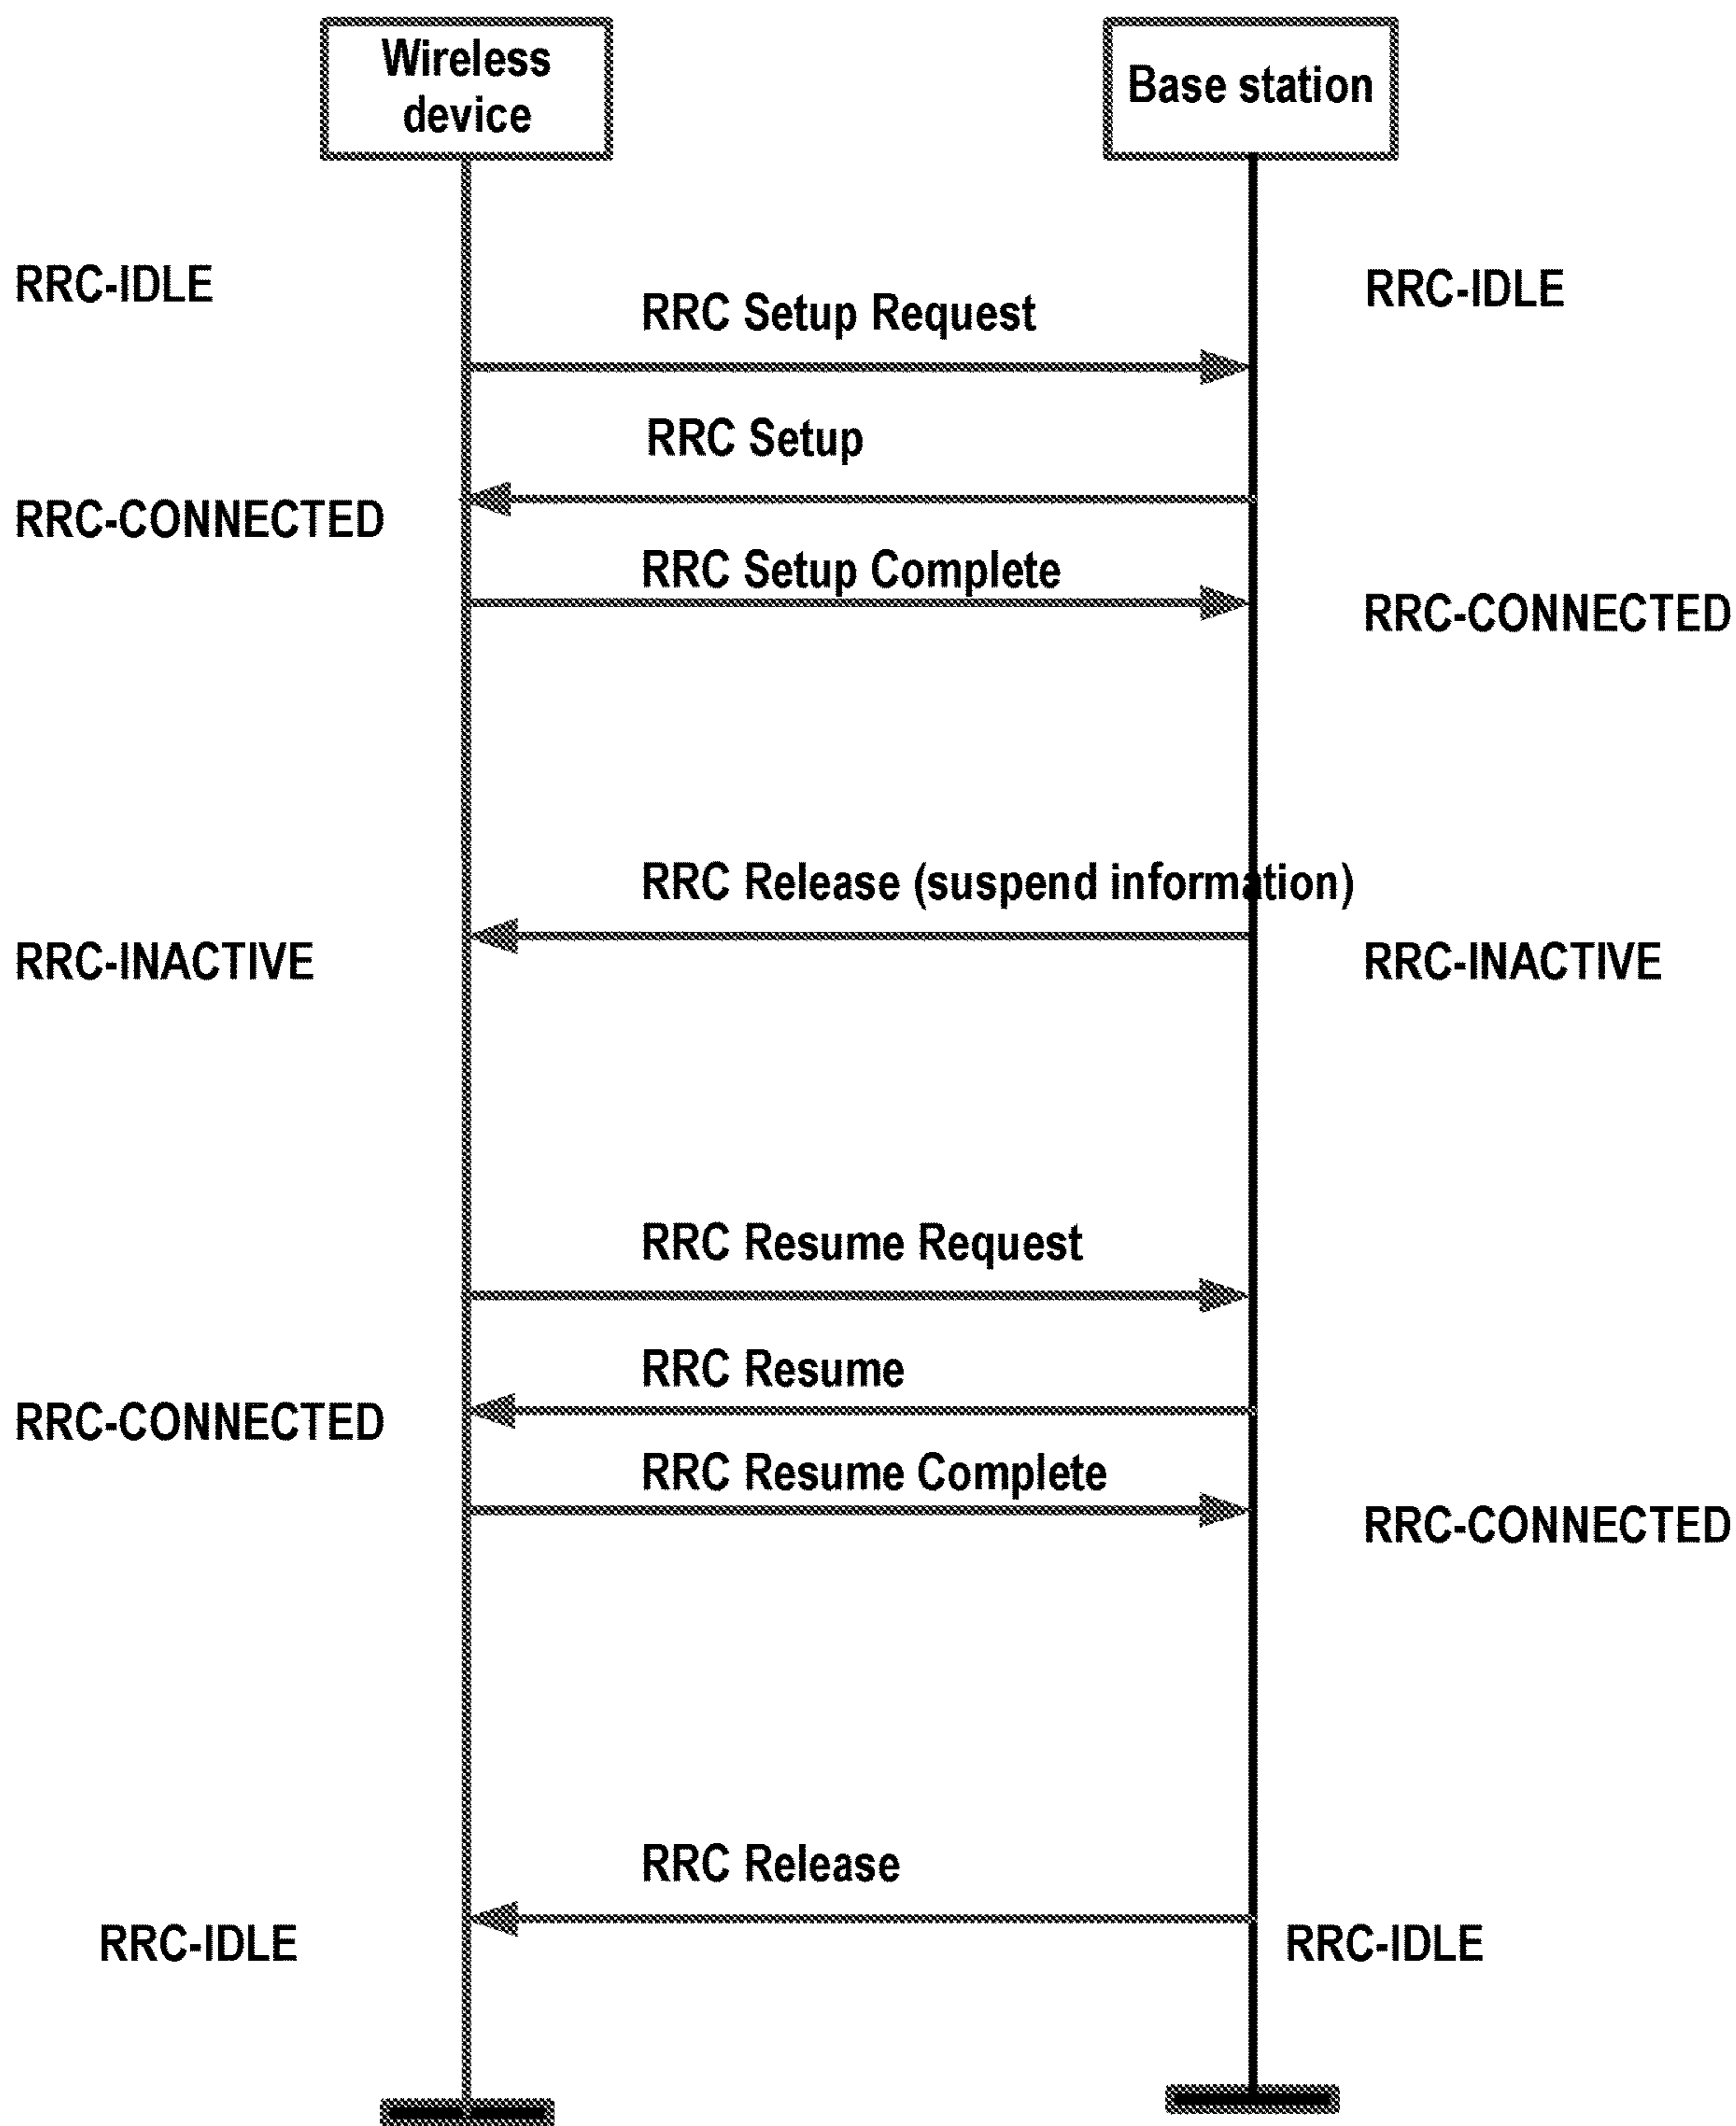 Wireless
device
Base station
RRC-IDLE
RRC-IDLE
RRC Setup Request
RRC Setup
RRC-CONNECTED
RRC Setup Complete
RRC-CONNECTED
RRC Release (suspend information)
RRC-INACTIVE
RRC-INACTIVE
RRC Resume Request
RRC Resume
RRC-CONNECTED
RRC Resume Complete
RRC-CONNECTED
RRC Release
RRC-IDLE
RRC-IDLE